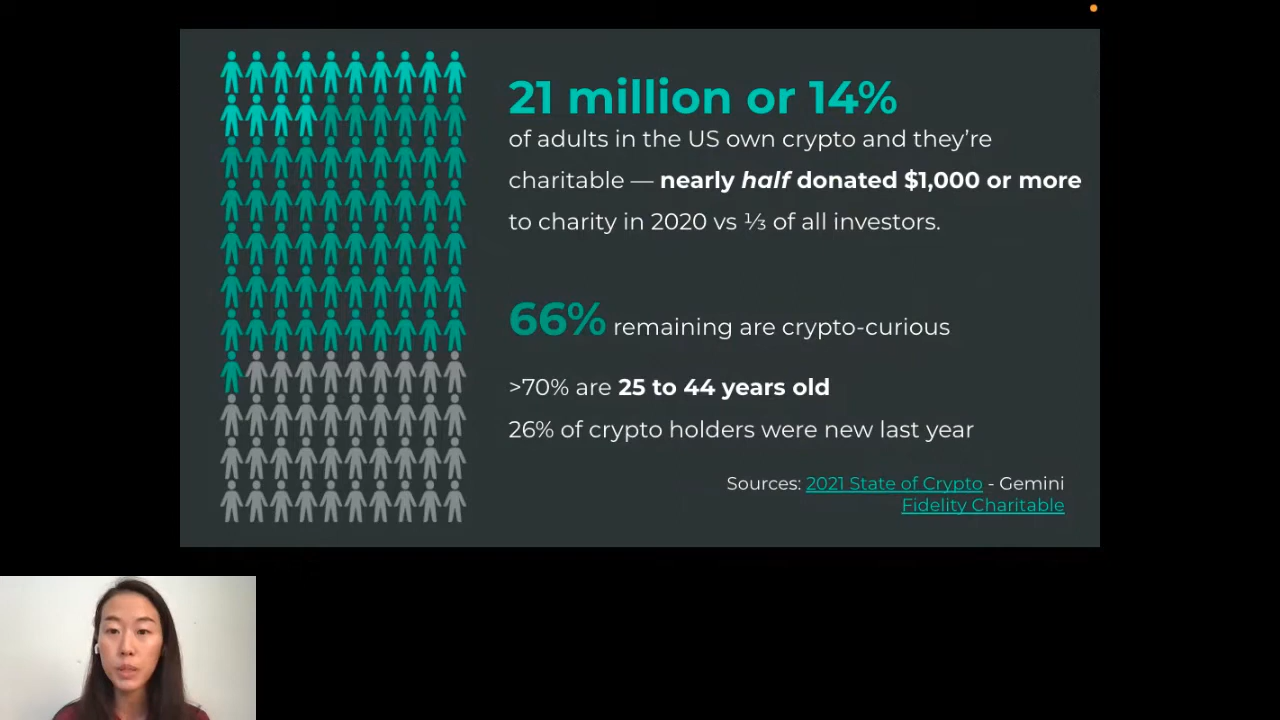 21 million or 14%
of adults in the US own crypto and they’re
charitable — nearly half donated $1,000 or more
to charity in 2020 vs ⅓ of all investors.
66% remaining are crypto-curious
>70% are 25 to 44 years old
26% of crypto holders were new last year
Sources: 2021 State of Crypto - Gemini
Fidelity Charitable